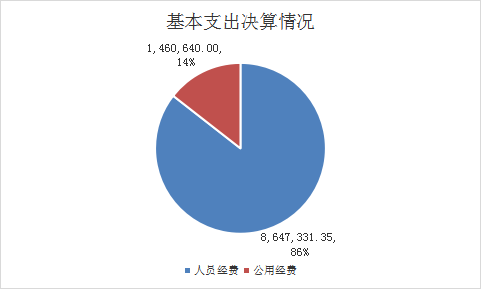 基本支出决算情况
1,460,640.00,
14%
8,647,331.35,
86%
人员经费 公用经费